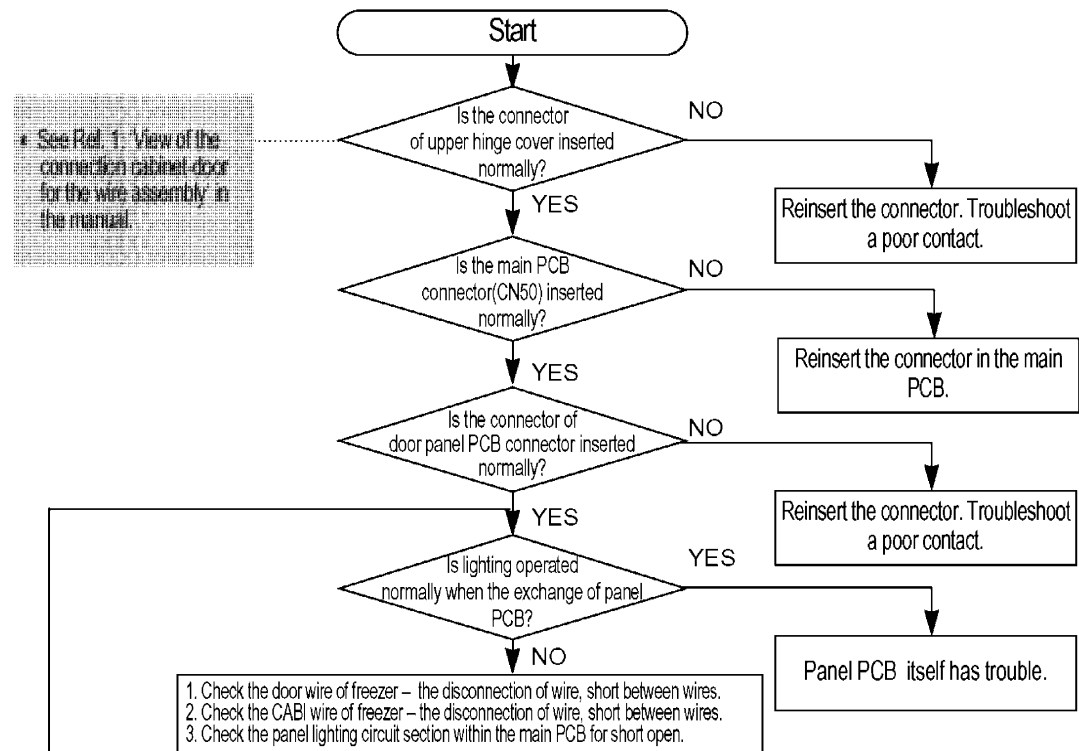 Start
Is the connector
of upper hinge cover inserted
normally?
NO
• See Ref. 1. 'View of the
connection cabinet-door
for the wire assembly' in
the manual.
YES
Reinsert the connector. Troubleshoot
a poor contact.
Is the main PCB
connector(CN50) inserted
normally?
NO
YES
Reinsert the connector in the main
PCB.
Is the connector of
door panel PCB connector inserted
normally?
NO
YES
Reinsert the connector. Troubleshoot
a poor contact.
Is lighting operated
normally when the exchange of panel
PCB?
YES
NO
Panel PCB itself has trouble.
1. Check the door wire of freezer – the disconnection of wire, short between wires.
2. Check the CABI wire of freezer – the disconnection of wire, short between wires.
3. Check the panel lighting circuit section within the main PCB for short open.